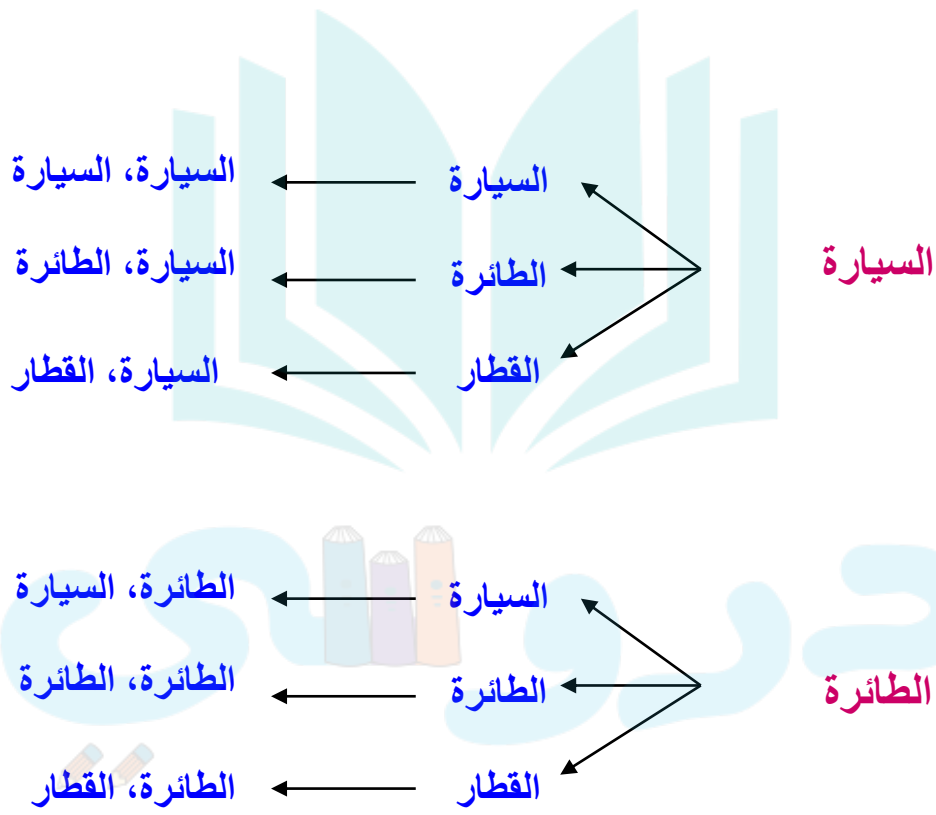 السيارة السيارة السيارة، السيارة
الطائرة السيارة، الطائرة
القطار السيارة، القطار
الطائرة السيارة الطائرة، السيارة
الطائرة الطائرة، الطائرة
القطار الطائرة، القطار
دروسي